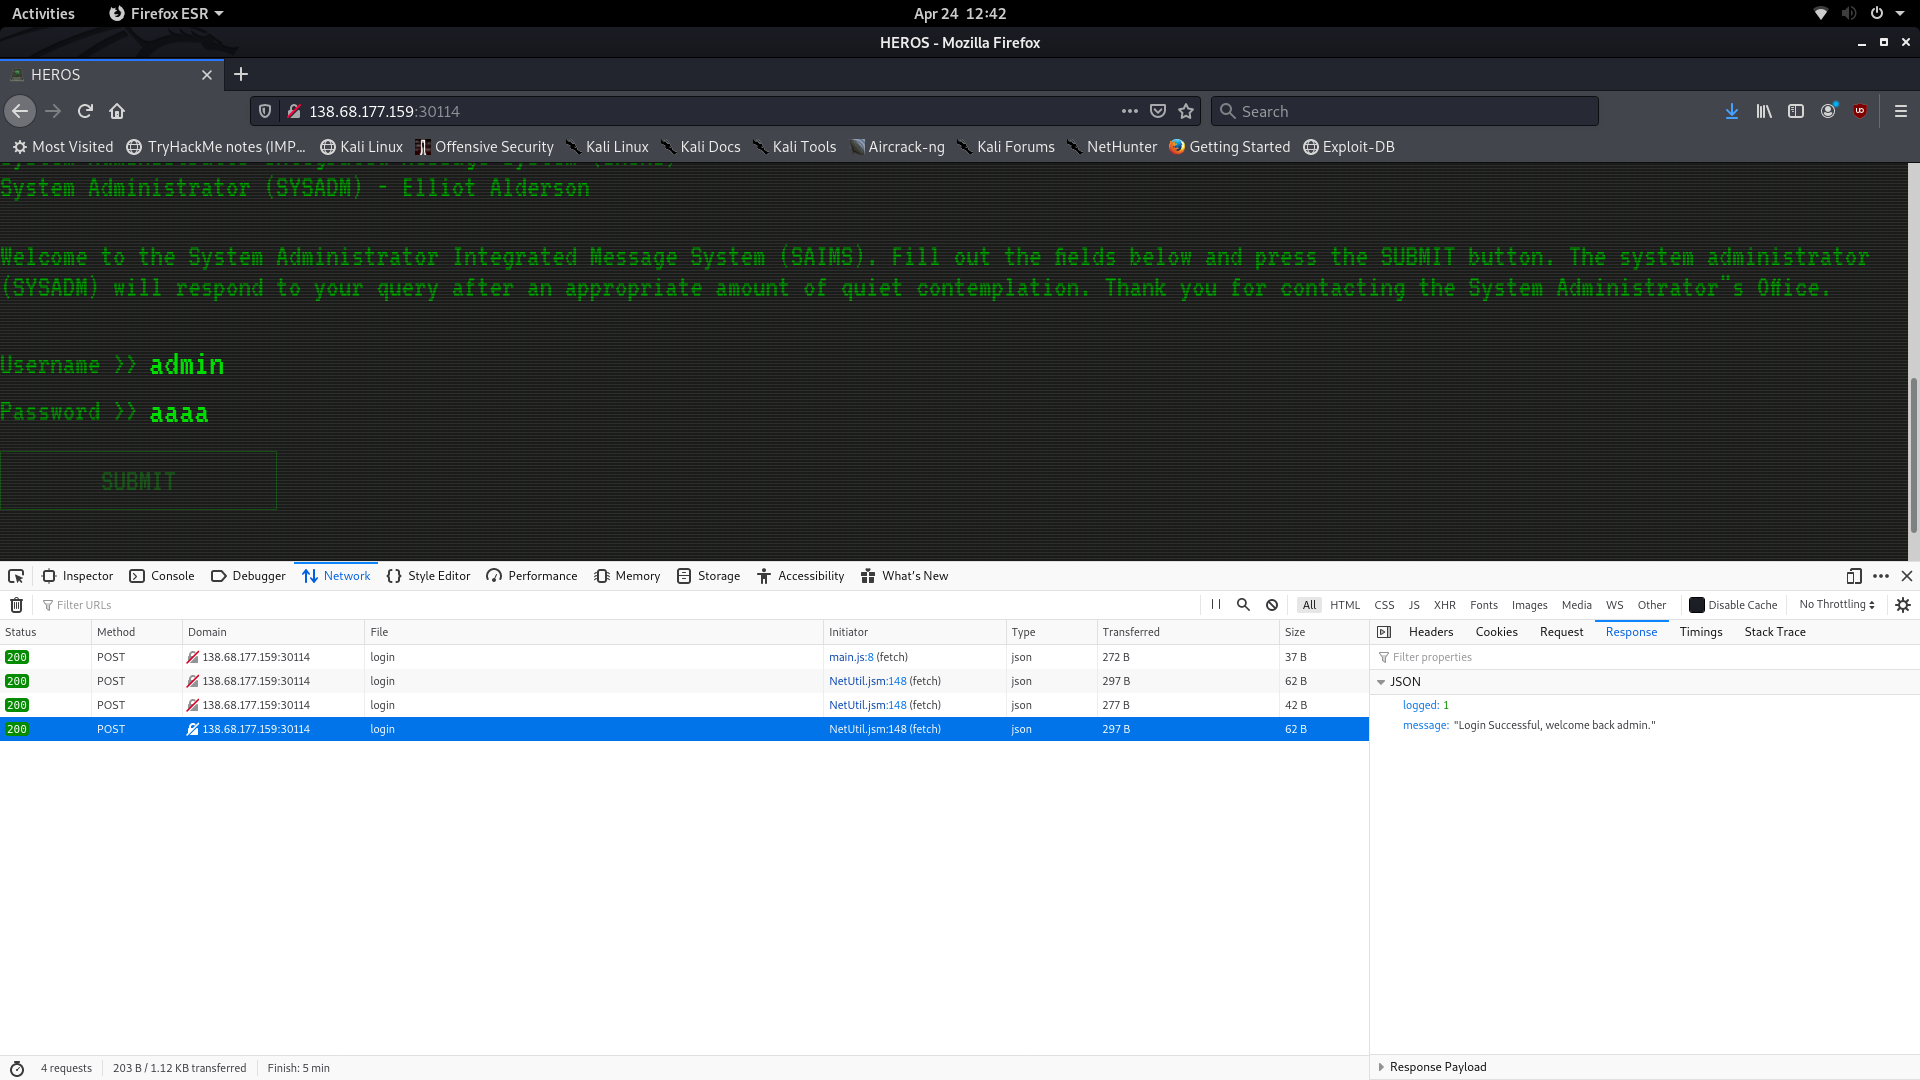 Activities Firefox ESR Apr 24 12:42
HEROS - Mozilla Firefox
HEROS
138.68.177.159:30114 Search
Most Visited TryHackMe notes (IMP... Kali Linux Offensive Security Kali Linux Kali Docs Kali Tools Aircrack-ng Kali Forums NetHunter Getting Started Exploit-DB
System Administrator (SYSADM) - Elliot Alderson
Welcome to the System Administrator Integrated Message System (SAIMS). Fill out the fields below and press the SUBMIT button. The system administrator
(SYSADM) will respond to your query after an appropriate amount of quiet contemplation. Thank you for contacting the System Administrator"s Office.
Username >> admin
Password >> aaaa
SUBMIT
Inspector Console Debugger Network Style Editor Performance Memory Storage Accessibility What's New
Filter URLs All HTML CSS JS XHR Fonts Images Media WS Other Disable Cache No Throttling
Status Method Domain File Initiator Type Transferred Size Headers Cookies Request Response Timings Stack Trace
200 POST 138.68.177.159:30114 login main.js:8 (fetch) json 272 B 37 B Filter properties
200 POST 138.68.177.159:30114 login NetUtil.jsm:148 (fetch) json 297 B 62 B JSON
200 POST 138.68.177.159:30114 login NetUtil.jsm:148 (fetch) json 277 B 42 B logged: 1
200 POST 138.68.177.159:30114 login NetUtil.jsm:148 (fetch) json 297 B 62 B message: "Login Successful, welcome back admin."
4 requests 203 B / 1.12 KB transferred Finish: 5 min Response Payload